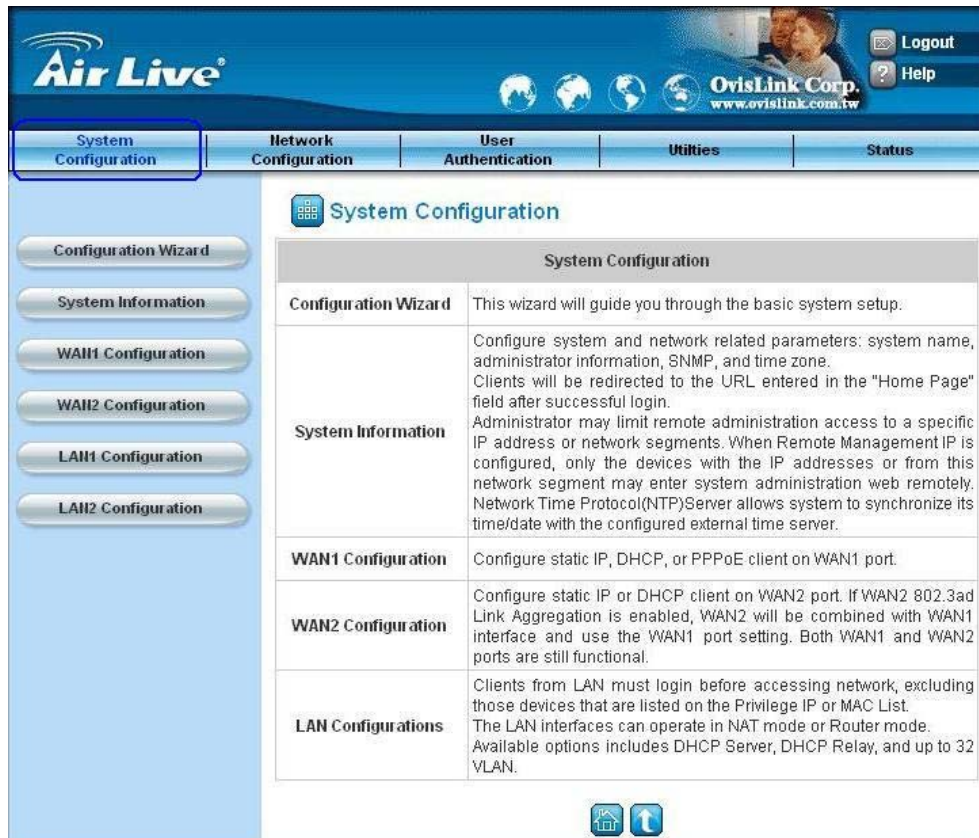 Air Live®
OvisLink Corp.
www.ovislink.com.tw
Logout
Help
System
Configuration
Network
Configuration
User
Authentication
Utilties
Status
System Configuration
Configuration Wizard
System Information
WAN1 Configuration
WAN2 Configuration
LAN1 Configuration
LAN2 Configuration
System Configuration
Configuration Wizard
This wizard will guide you through the basic system setup.
System Information
Configure system and network related parameters: system name,
administrator information, SNMP, and time zone.
Clients will be redirected to the URL entered in the "Home Page"
field after successful login.
Administrator may limit remote administration access to a specific
IP address or network segments. When Remote Management IP is
configured, only the devices with the IP addresses or from this
network segment may enter system administration web remotely.
Network Time Protocol(NTP)Server allows system to synchronize its
time/date with the configured external time server.
WAN1 Configuration
Configure static IP, DHCP, or PPPoE client on WAN1 port.
WAN2 Configuration
Configure static IP or DHCP client on WAN2 port. If WAN2 802.3ad
Link Aggregation is enabled, WAN2 will be combined with WAN1
interface and use the WAN1 port setting. Both WAN1 and WAN2
ports are still functional.
LAN Configurations
Clients from LAN must login before accessing network, excluding
those devices that are listed on the Privilege IP or MAC List.
The LAN interfaces can operate in NAT mode or Router mode.
Available options includes DHCP Server, DHCP Relay, and up to 32
VLAN.